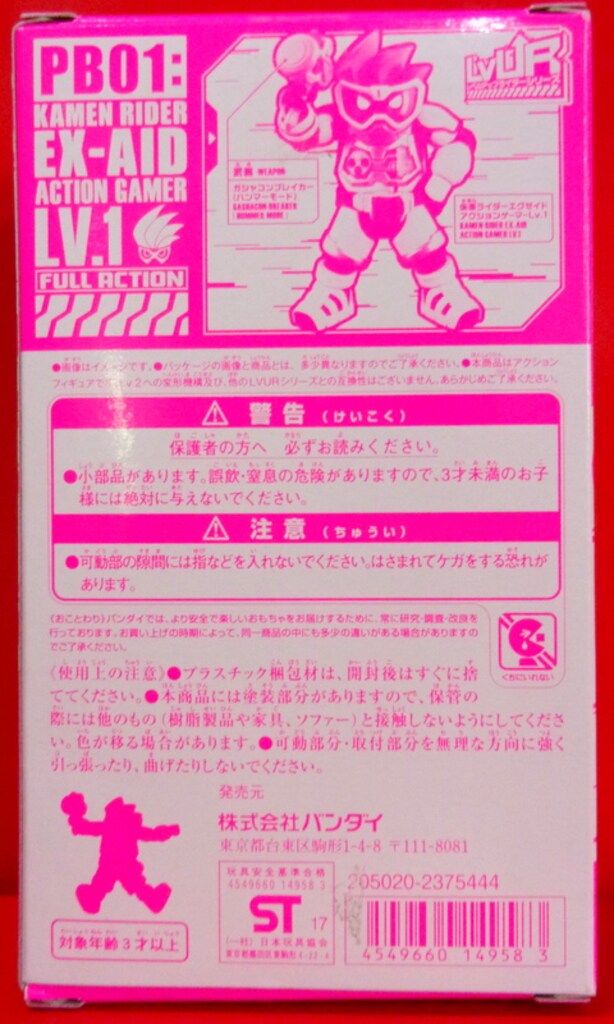 PB01:
KAMEN RIDER
EX-AID
ACTION GAMER
LV.1
FULL ACTION
LVUR
武器 WEAPON
ガシャコンブレイカー
(ハンマーモード)
GASHACON BREAKER
(HUMMER MODE)
仮面ライダーエグゼイド
アクションゲーマーLv.1
KAMEN RIDER EX-AID
ACTION GAMER LV.1
●画像はイメージです。●パッケージの画像と商品とは、多少異なりますのでご了承ください。●本商品はアクション
フィギュアです。Lv.2への変形機構及び、他のLVURシリーズとの互換性はございません。あらかじめご了承ください。
警告(けいこく)
保護者の方へ 必ずお読みください。
●小部品があります。誤飲・窒息の危険がありますので、3才未満のお子
様には絶対に与えないでください。
注意(ちゅうい)
●可動部の隙間には指などを入れないでください。はさまれてケガをする恐れが
あります。
〈おことわり〉バンダイでは、より安全で楽しいおもちゃをお届けするために、常に研究・調査・改良を
行っております。お買い上げの時期によって、同一商品の中にも多少の違いがある場合がありますの
でご了承ください。
くちにいれない
《使用上の注意》●プラスチック梱包材は、開封後はすぐに捨
ててください。●本商品には塗装部分がありますので、保管の
際には他のもの(樹脂製品や家具、ソファー)と接触しないようにしてくださ
い。色が移る場合があります。●可動部分・取付部分を無理な方向に強く
引っ張ったり、曲げたりしないでください。
発売元
株式会社バンダイ
東京都台東区駒形1-4-8 〒111-8081
対象年齢3才以上
玩具安全基準合格
4549660 14958 3
ST 17
(一社)日本玩具協会
東京都墨田区東駒形4-22-4
205020-2375444
4549660 149583